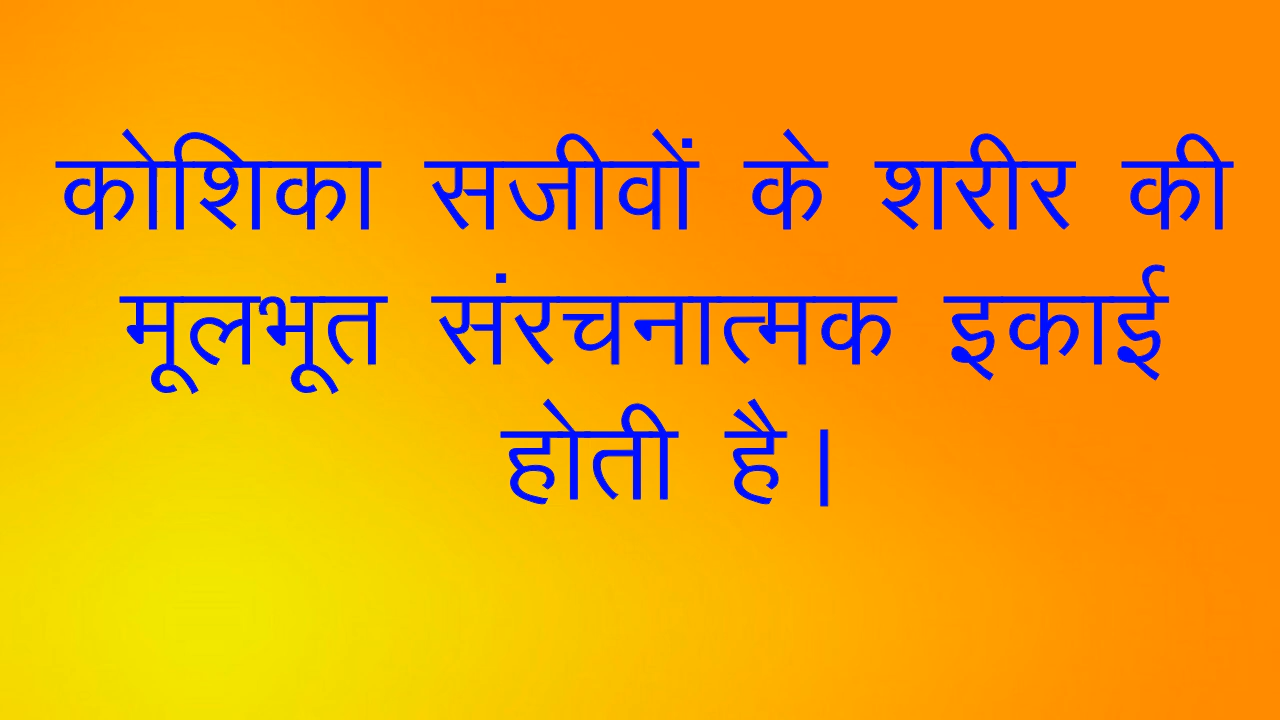 कोशिका सजीवों के शरीर की
मूलभूत संरचनात्मक इकाई
होती है |